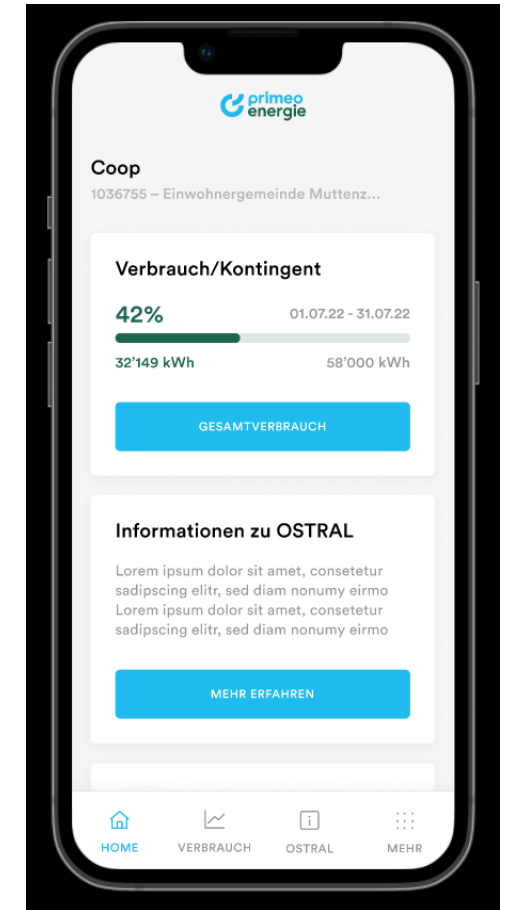 primeo
energie
Coop
1036755 – Einwohnergemeinde Muttenz...
Verbrauch/Kontingent
42%
01.07.22 - 31.07.22
32’149 kWh
58’000 kWh
GESAMTVERBRAUCH
Informationen zu OSTRAL
Lorem ipsum dolor sit amet, consetetur
sadipscing elitr, sed diam nonumy eirmo
Lorem ipsum dolor sit amet, consetetur
sadipscing elitr, sed diam nonumy eirmo
MEHR ERFAHREN
HOME
VERBRAUCH
OSTRAL
MEHR